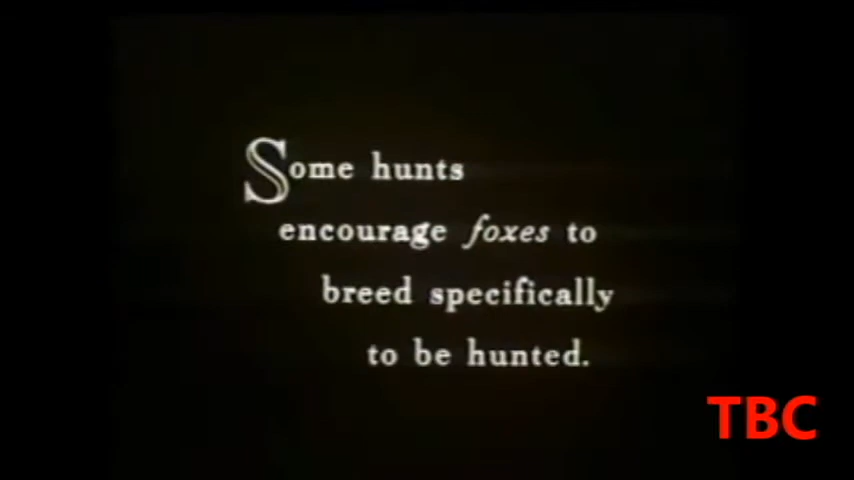 Some hunts
encourage foxes to
breed specifically
to be hunted.
TBC